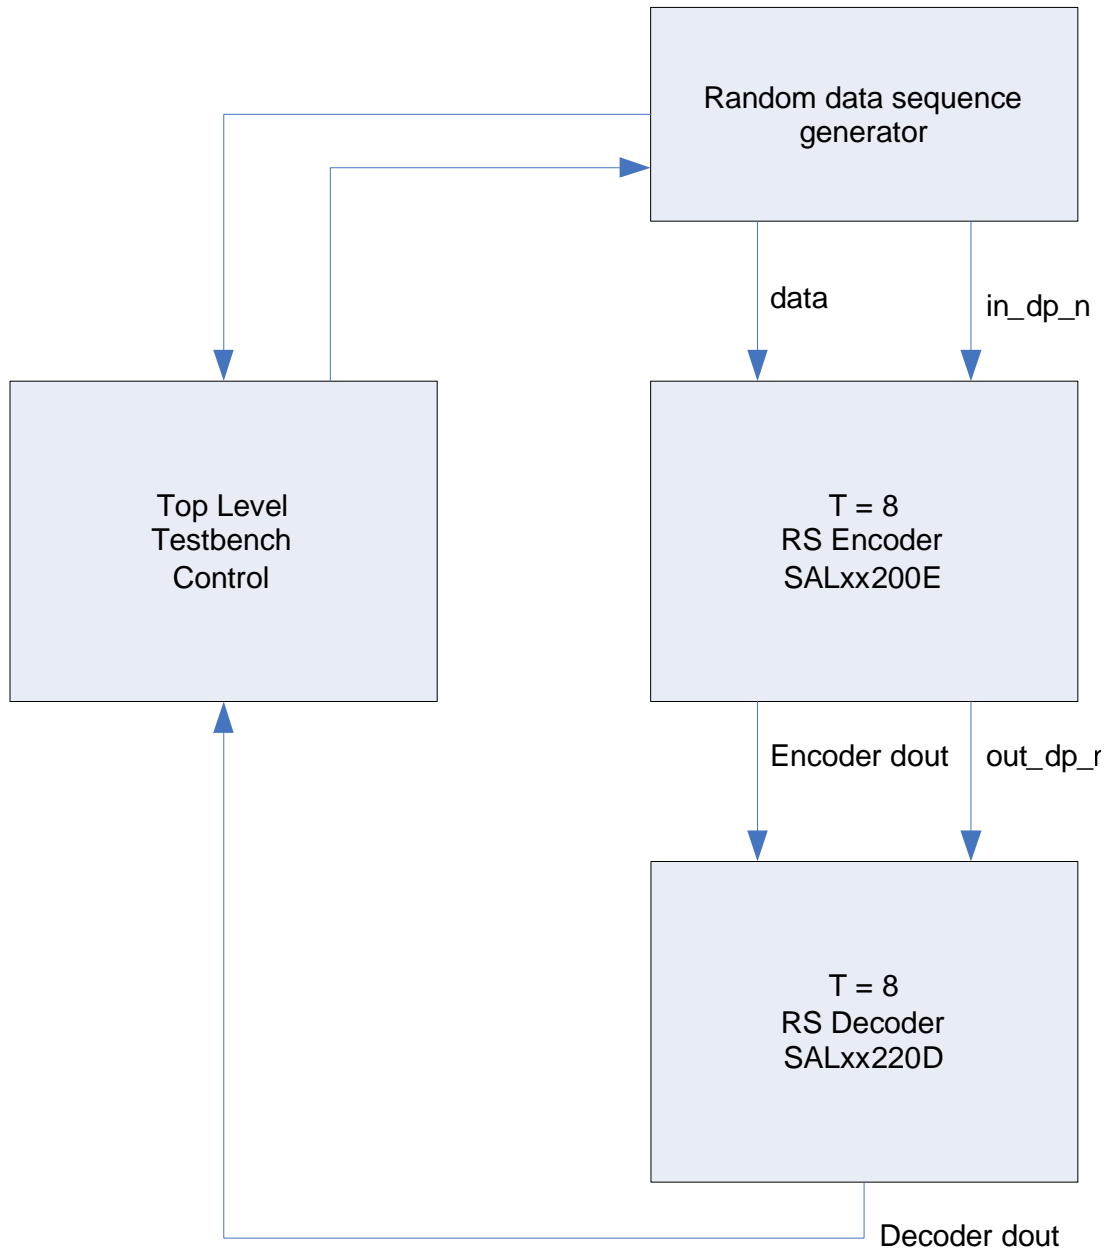 Random data sequence
generator
data
in_dp_n
Top Level
Testbench
Control
T = 8
RS Encoder
SALxx200E
Encoder dout
out_dp_n
T = 8
RS Decoder
SALxx220D
Decoder dout